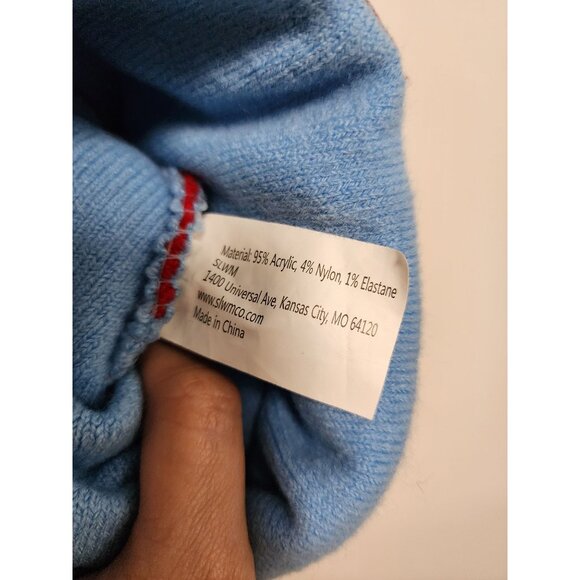 Material: 95% Acrylic, 4% Nylon, 1% Elastane
SLWM
1400 Universal Ave, Kansas City, MO 64120
www.slwmco.com
Made in China